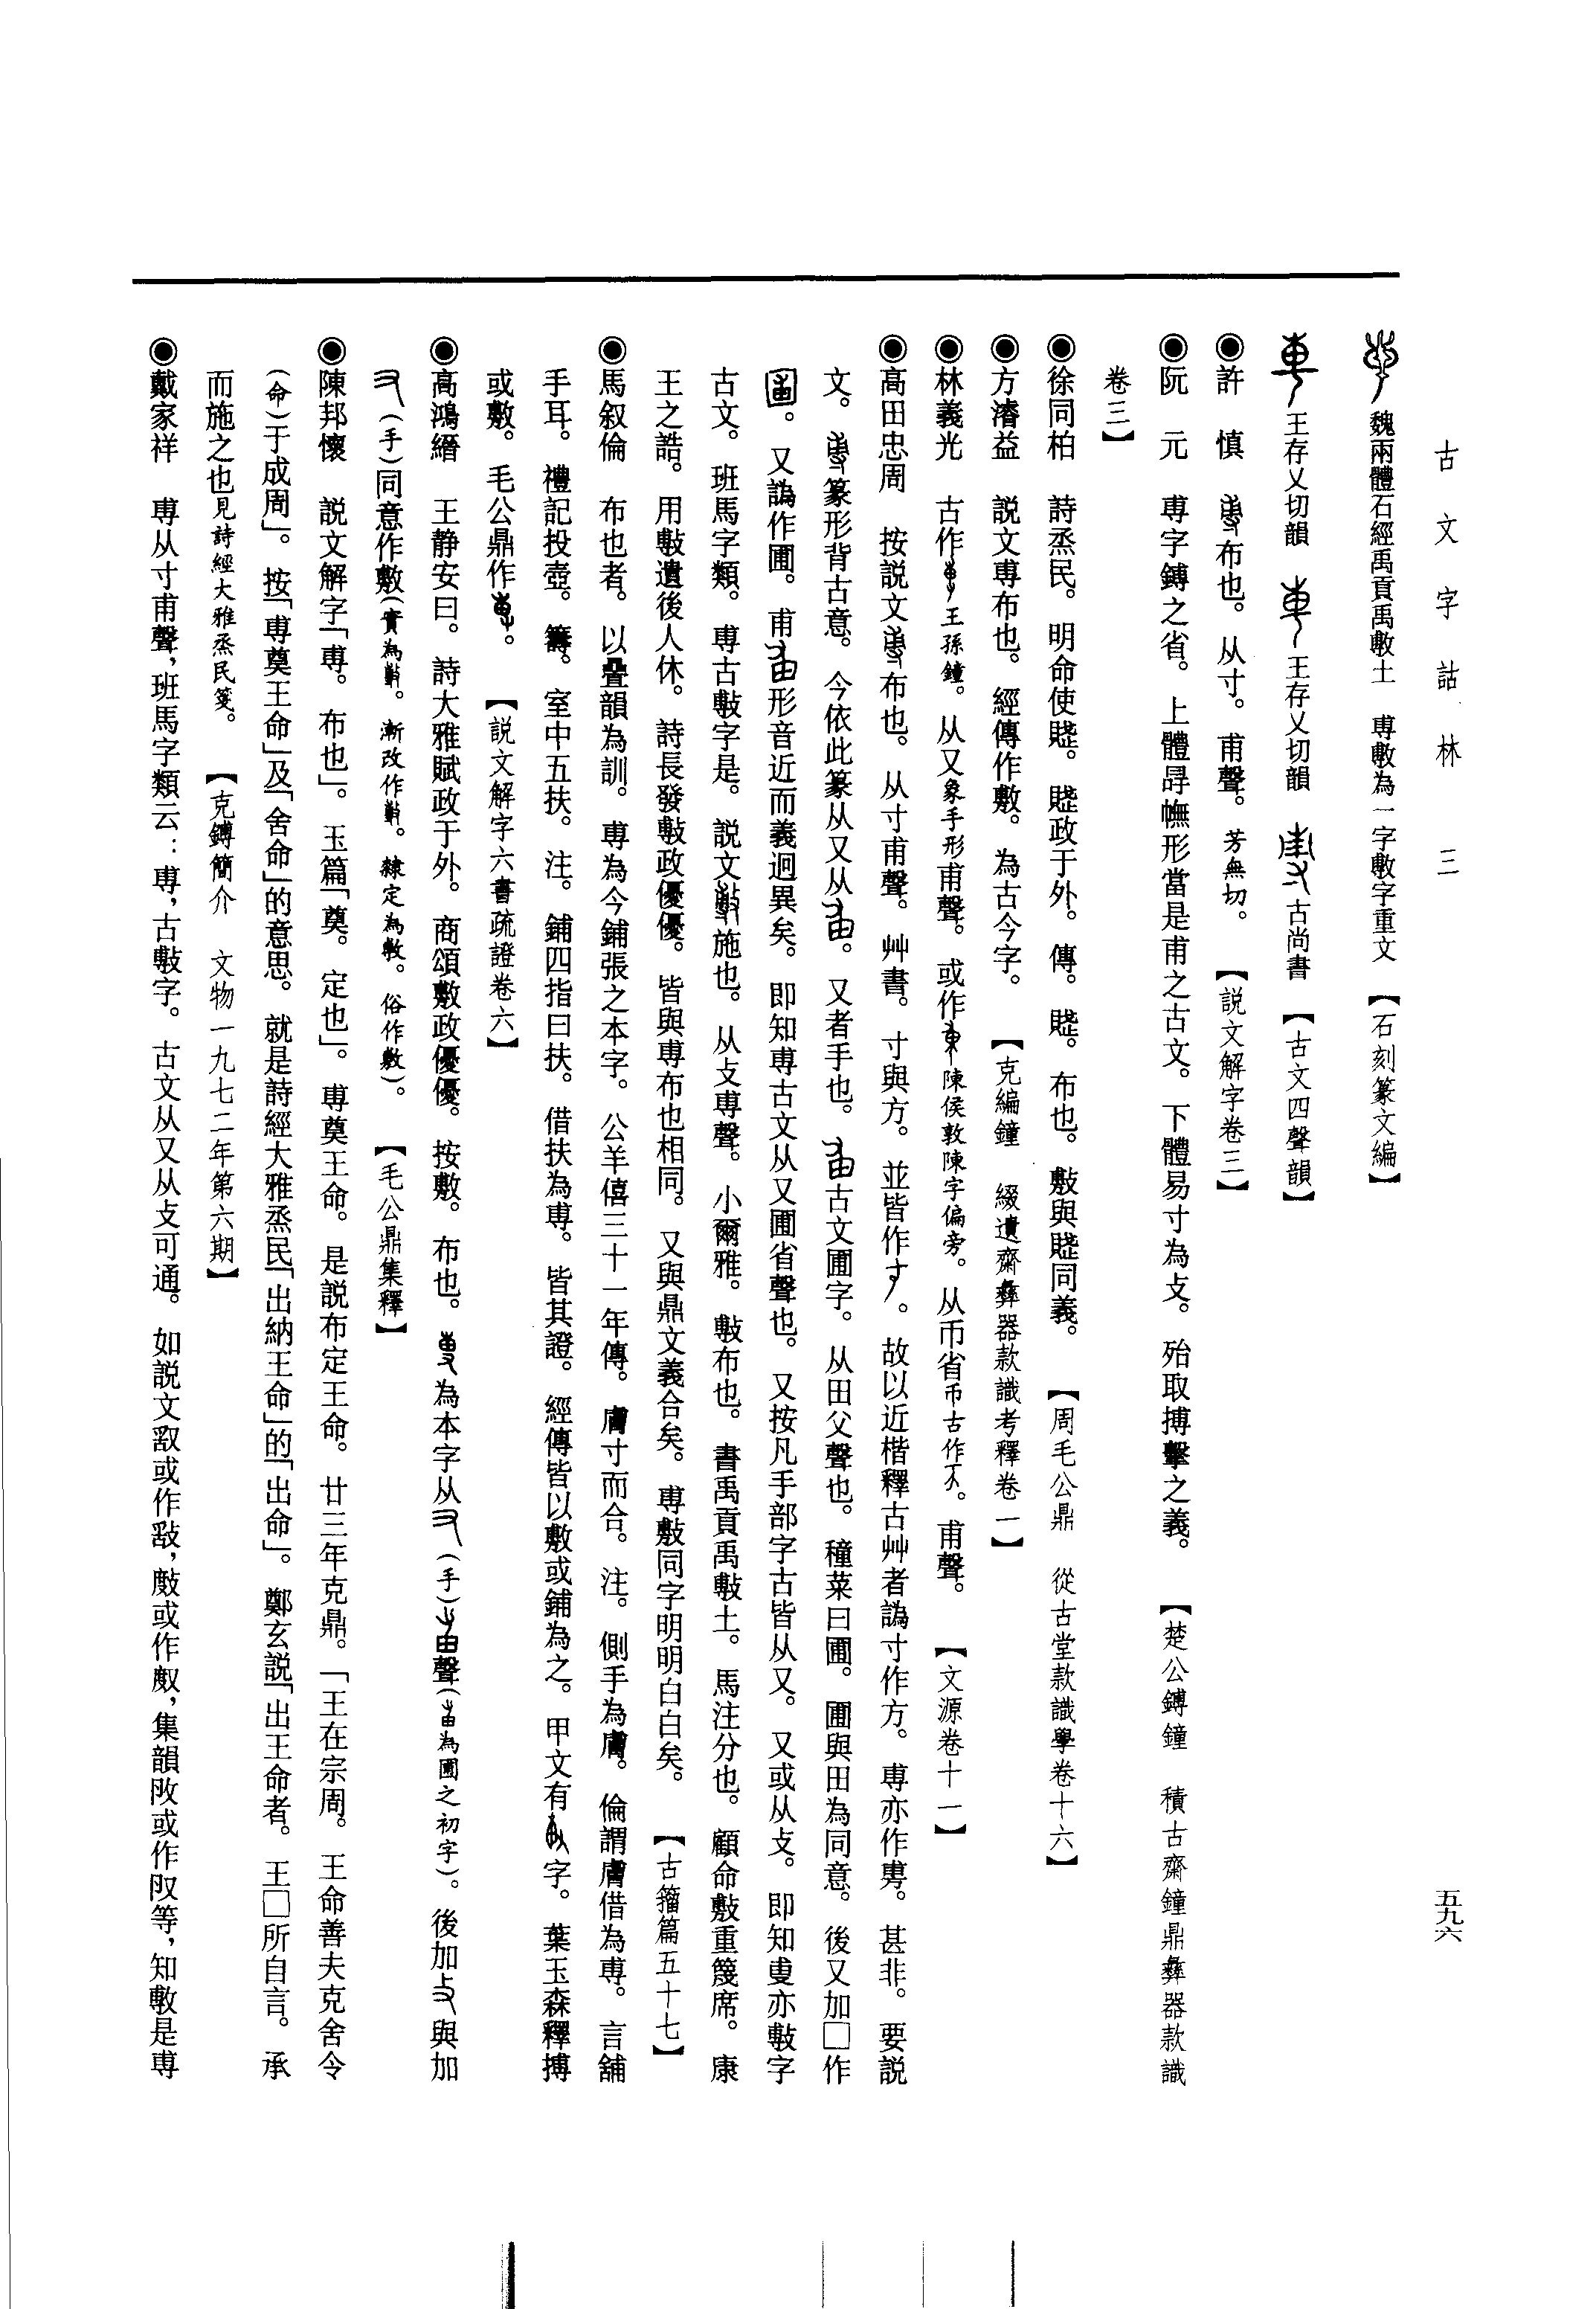 古文字詁林 三
五九六
魏兩體石經禹貢禹敷土 尃敷為一字敷字重文 【石刻篆文編】
王存乂切韻 王存乂切韻 古尚書 【古文四聲韻】
◉許 慎 布也。从寸。甫聲。芳無切。 【説文解字卷三】
◉阮 元 尃字鎛之省。上體㝵幠形當是甫之古文。下體易寸為攴。殆取搏擊之義。 【楚公鎛鐘 積古齋鐘鼎彝器款識
卷三】
◉徐同柏 詩烝民。明命使賦。賦政于外。傳。賦。布也。敷與賦同義。 【周毛公鼎 從古堂款識學卷十六】
◉方濬益 説文尃布也。經傳作敷。為古今字。 【克編鐘 綴遺齋彝器款識考釋卷一】
◉林義光 古作 王孫鐘。从又象手形甫聲。或作 陳侯敦陳字偏旁。从帀省帀古作 。甫聲。 【文源卷十一】
◉高田忠周 按説文 布也。从寸甫聲。艸書。寸與方。並皆作 。故以近楷釋古艸者譌寸作方。尃亦作旉。甚非。要説
文。 篆形背古意。今依此篆从又从 。又者手也。 古文圃字。从田父聲也。種菜曰圃。圃與田為同意。後又加囗作
。又譌作圃。甫 形音近而義迥異矣。即知尃古文从又圃省聲也。又按凡手部字古皆从又。又或从攴。即知 亦敷字
古文。班馬字類。尃古敷字是。説文 施也。从攴尃聲。小爾雅。敷布也。書禹貢禹敷土。馬注分也。顧命敷重篾席。康
王之誥。用敷遺後人休。詩長發敷政優優。皆與尃布也相同。又與鼎文義合矣。尃敷同字明明白白矣。 【古籀篇五十七】
◉馬叙倫 布也者。以疊韻為訓。尃為今鋪張之本字。公羊僖三十一年傳。膚寸而合。注。側手為膚。倫謂膚借為尃。言舖
手耳。禮記投壺。籌。室中五扶。注。鋪四指曰扶。借扶為尃。皆其證。經傳皆以敷或鋪為之。甲文有 字。葉玉森釋搏
或敷。毛公鼎作 。 【説文解字六書疏證卷六】
◉高鴻縉 王静安曰。詩大雅賦政于外。商頌敷政優優。按敷。布也。 為本字从 (手) 聲( 為圃之初字)。後加 與加
(手)同意作敷(實為 。漸改作 。隸定為敷。俗作敷)。 【毛公鼎集釋】
◉陳邦懷 説文解字「尃。布也」。玉篇「奠。定也」。尃奠王命。是説布定王命。廿三年克鼎。「王在宗周。王命善夫克舍令
(命)于成周」。按「尃奠王命」及「舍命」的意思。就是詩經大雅烝民「出納王命」的「出命」。鄭玄説「出王命者。王囗所自言。承
而施之也見詩經大雅烝民箋。 【克鎛簡介 文物一九七二年第六期】
◉戴家祥 尃从寸甫聲，班馬字類云：尃，古敷字。古文从又从攴可通。如説文叡或作 ， 或作 ，集韻 或作 等，知敷是尃